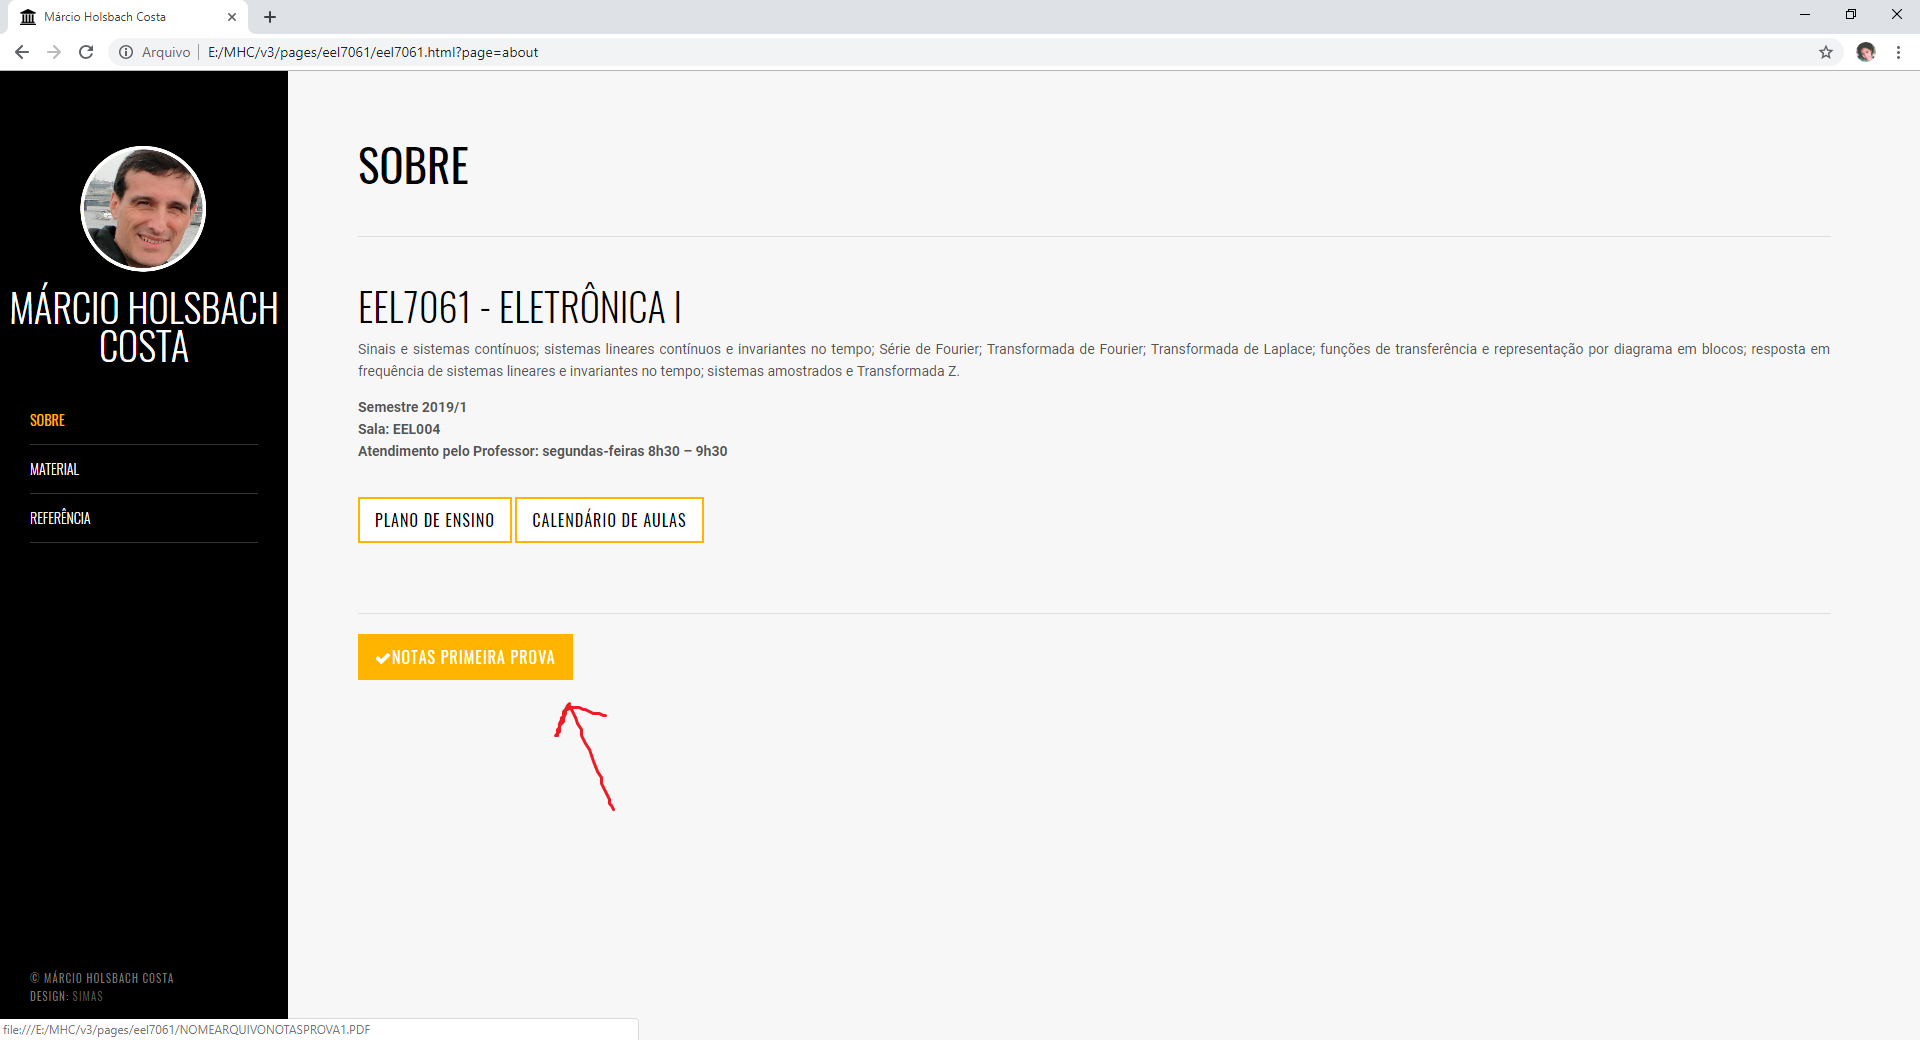 Márcio Holsbach Costa
Arquivo | E:/MHC/v3/pages/eel7061/eel7061.html?page=about
MÁRCIO HOLSBACH
COSTA
SOBRE
MATERIAL
REFERÊNCIA
© MÁRCIO HOLSBACH COSTA
DESIGN: SIMAS
SOBRE
EEL7061 - ELETRÔNICA I
Sinais e sistemas contínuos; sistemas lineares contínuos e invariantes no tempo; Série de Fourier; Transformada de Fourier; Transformada de Laplace; funções de transferência e representação por diagrama em blocos; resposta em
frequência de sistemas lineares e invariantes no tempo; sistemas amostrados e Transformada Z.
Semestre 2019/1
Sala: EEL004
Atendimento pelo Professor: segundas-feiras 8h30 – 9h30
PLANO DE ENSINO CALENDÁRIO DE AULAS
NOTAS PRIMEIRA PROVA
file:///E:/MHC/v3/pages/eel7061/NOMEARQUIVONOTASPROVA1.PDF